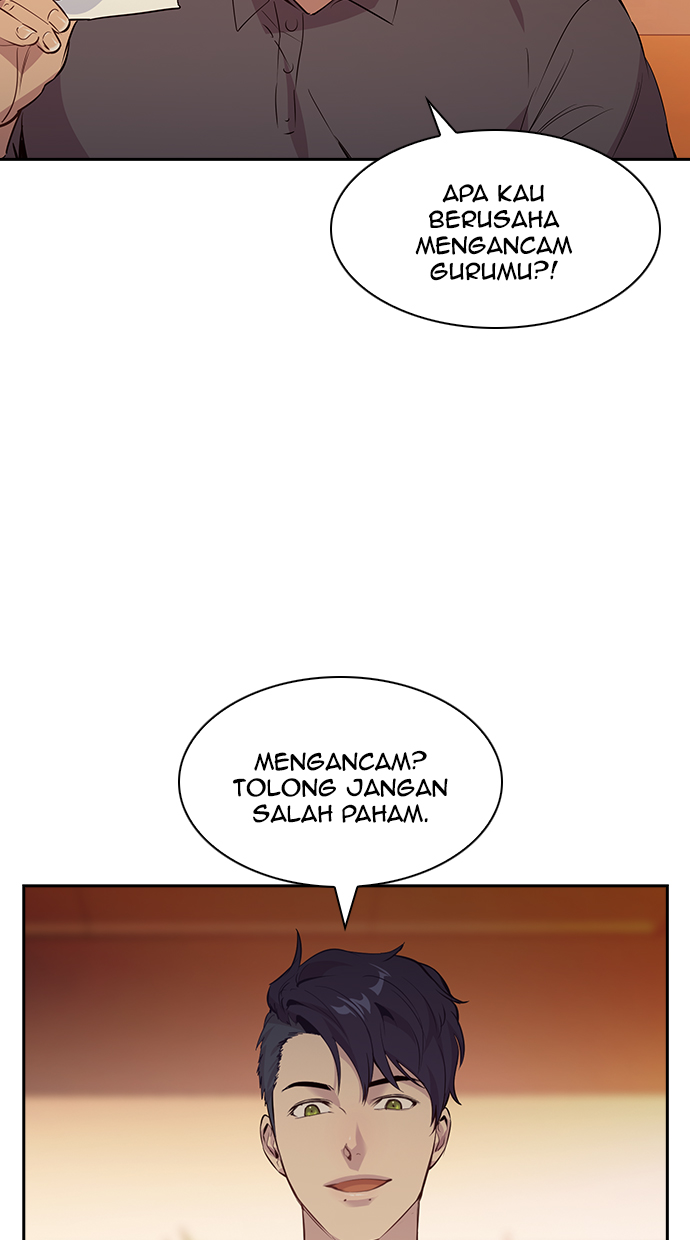 APA KAU
BERUSAHA
MENGANCAM
GURUMU?!
MENGANCAM?
TOLONG JANGAN
SALAH PAHAM.